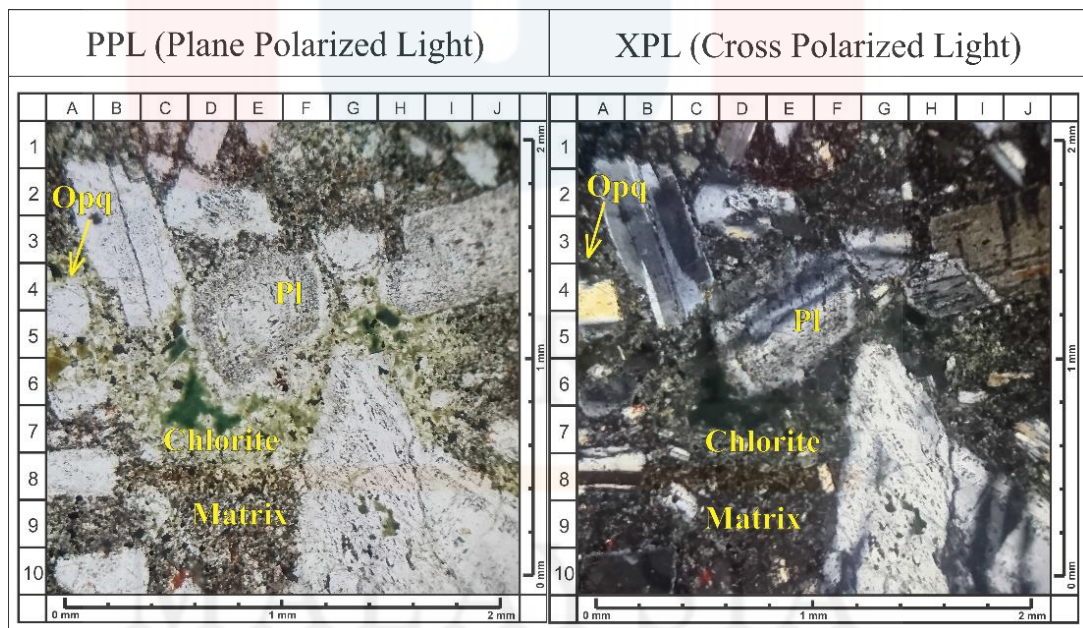 PPL (Plane Polarized Light)
XPL (Cross Polarized Light)
A B C D E F G H I J
1
2
3
4
5
6
7
8
9
10
Opq
Pl
Chlorite
Matrix
2 mm
1 mm
0 mm
0 mm 1 mm 2 mm
A B C D E F G H I J
1
2
3
4
5
6
7
8
9
10
Opq
Pl
Chlorite
Matrix
2 mm
1 mm
0 mm
0 mm 1 mm 2 mm